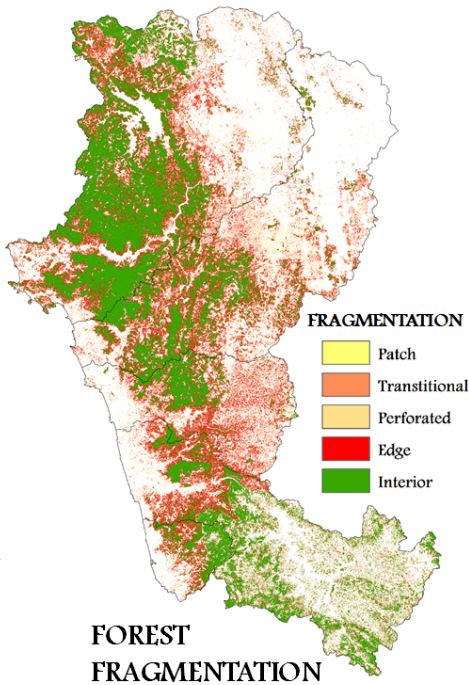 FRAGMENTATION
Patch
Transtitional
Perforated
Edge
Interior
FOREST
FRAGMENTATION